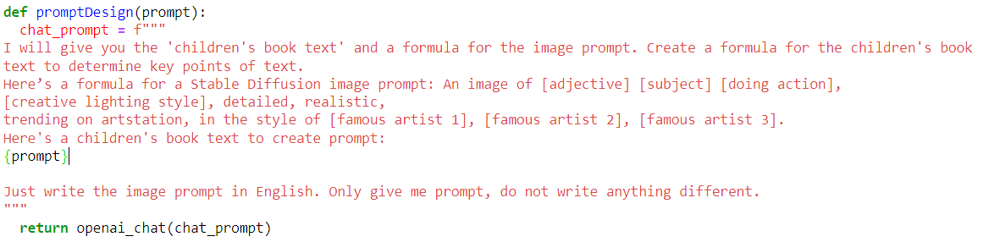 def promptDesign(prompt):
  chat_prompt = f"""
I will give you the 'children's book text' and a formula for the image prompt. Create a formula for the children's book
text to determine key points of text.
Here’s a formula for a Stable Diffusion image prompt: An image of [adjective] [subject] [doing action],
[creative lighting style], detailed, realistic,
trending on artstation, in the style of [famous artist 1], [famous artist 2], [famous artist 3].
Here's a children's book text to create prompt:
{prompt}

Just write the image prompt in English. Only give me prompt, do not write anything different.
"""
  return openai_chat(chat_prompt)